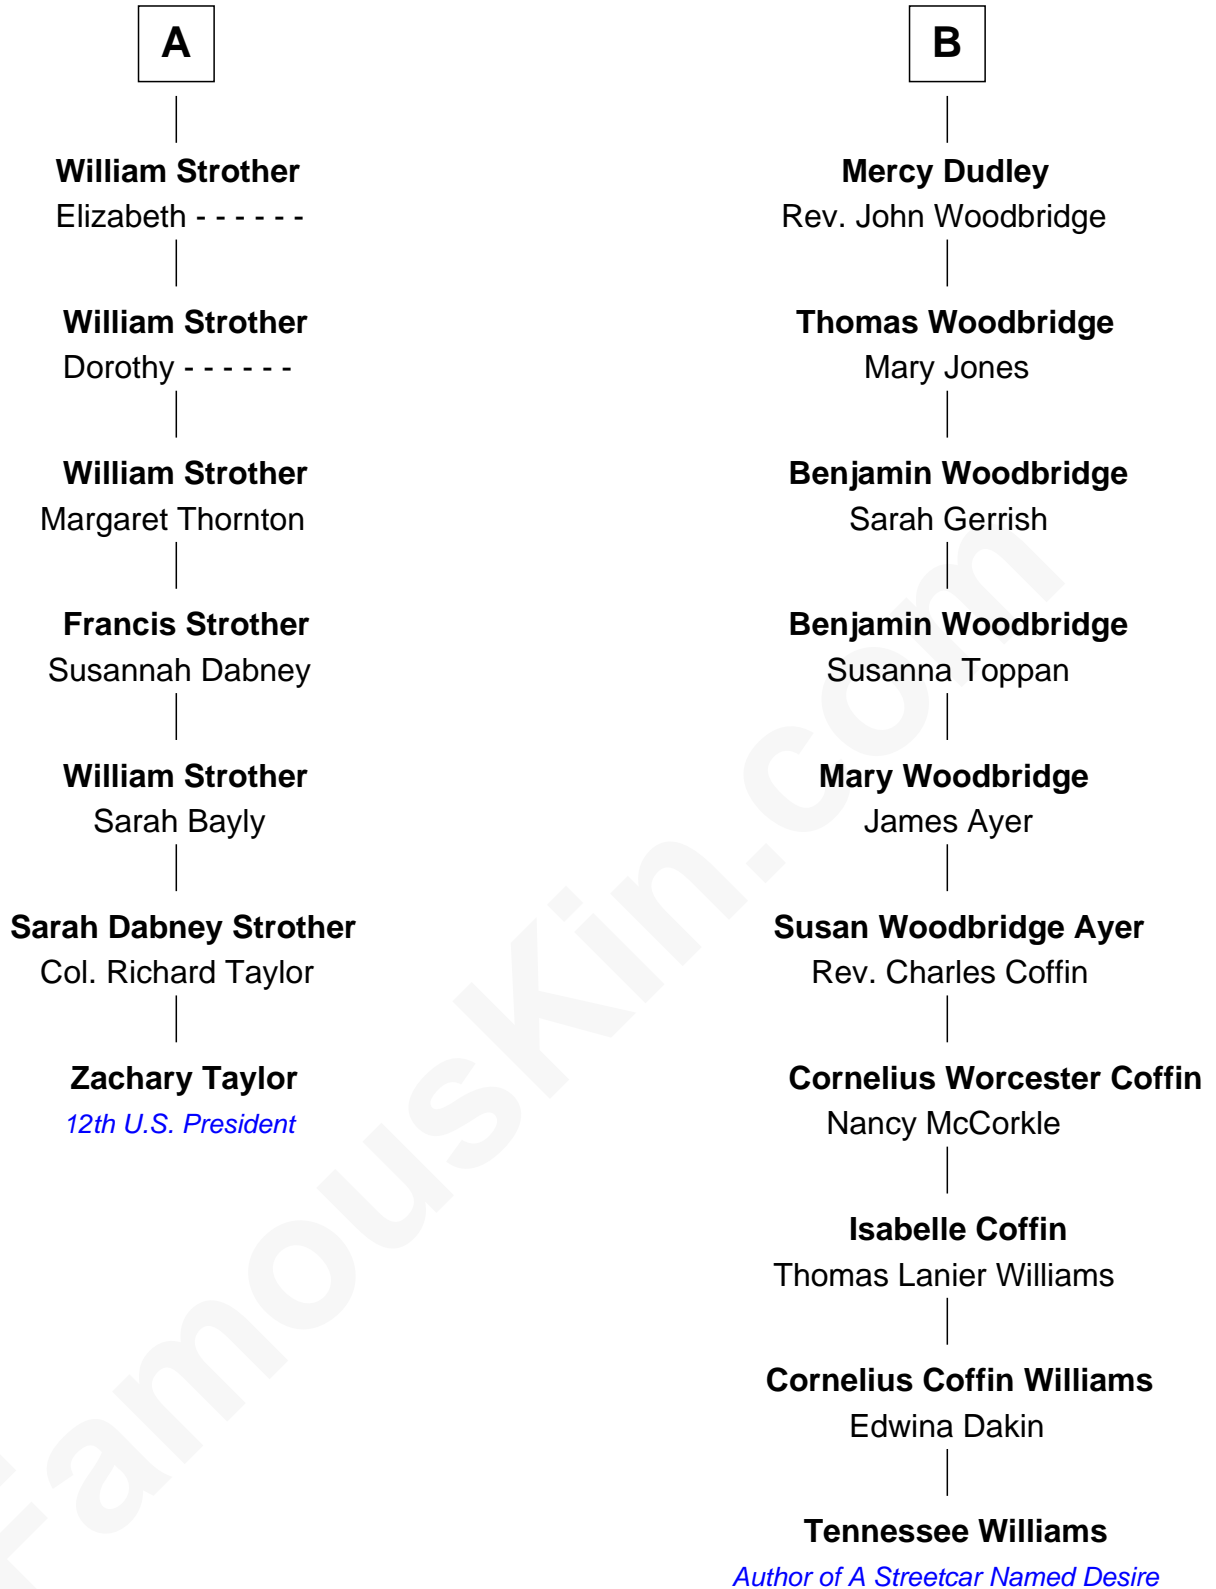 A
William Strother
Elizabeth - - - - - -
William Strother
Dorothy - - - - - -
William Strother
Margaret Thornton
Francis Strother
Susannah Dabney
William Strother
Sarah Bayly
Sarah Dabney Strother
Col. Richard Taylor
Zachary Taylor
12th U.S. President
B
Mercy Dudley
Rev. John Woodbridge
Thomas Woodbridge
Mary Jones
Benjamin Woodbridge
Sarah Gerrish
Benjamin Woodbridge
Susanna Toppan
Mary Woodbridge
James Ayer
Susan Woodbridge Ayer
Rev. Charles Coffin
Cornelius Worcester Coffin
Nancy McCorkle
Isabelle Coffin
Thomas Lanier Williams
Cornelius Coffin Williams
Edwina Dakin
Tennessee Williams
Author of A Streetcar Named Desire
FamousKin.com